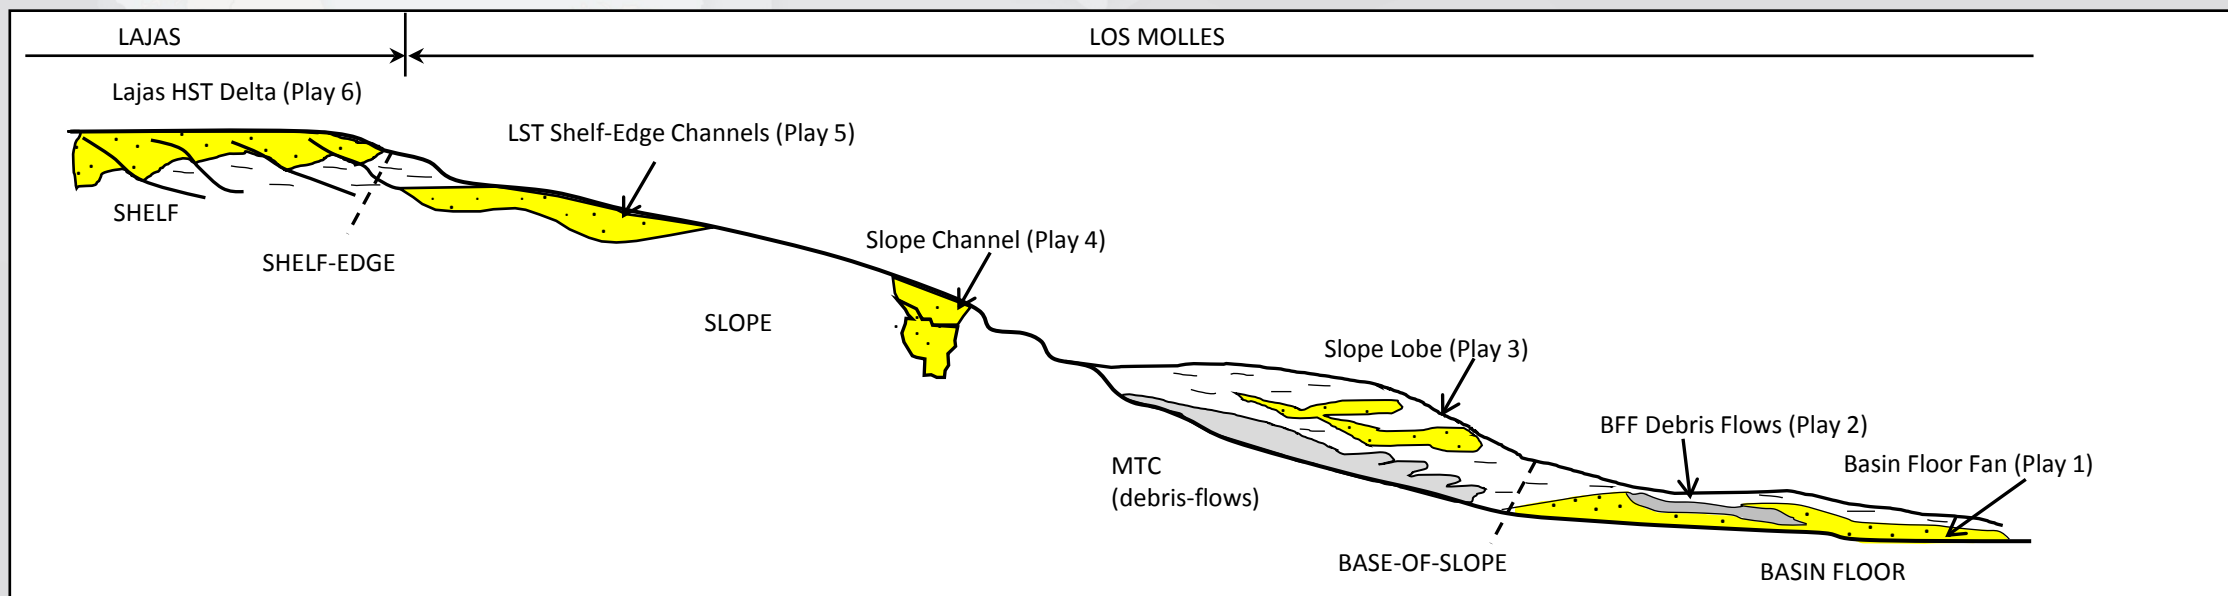 LAJAS
LOS MOLLES
Lajas HST Delta (Play 6)
LST Shelf-Edge Channels (Play 5)
SHELF
SHELF-EDGE
Slope Channel (Play 4)
SLOPE
Slope Lobe (Play 3)
BFF Debris Flows (Play 2)
MTC
(debris-flows)
Basin Floor Fan (Play 1)
BASE-OF-SLOPE
BASIN FLOOR